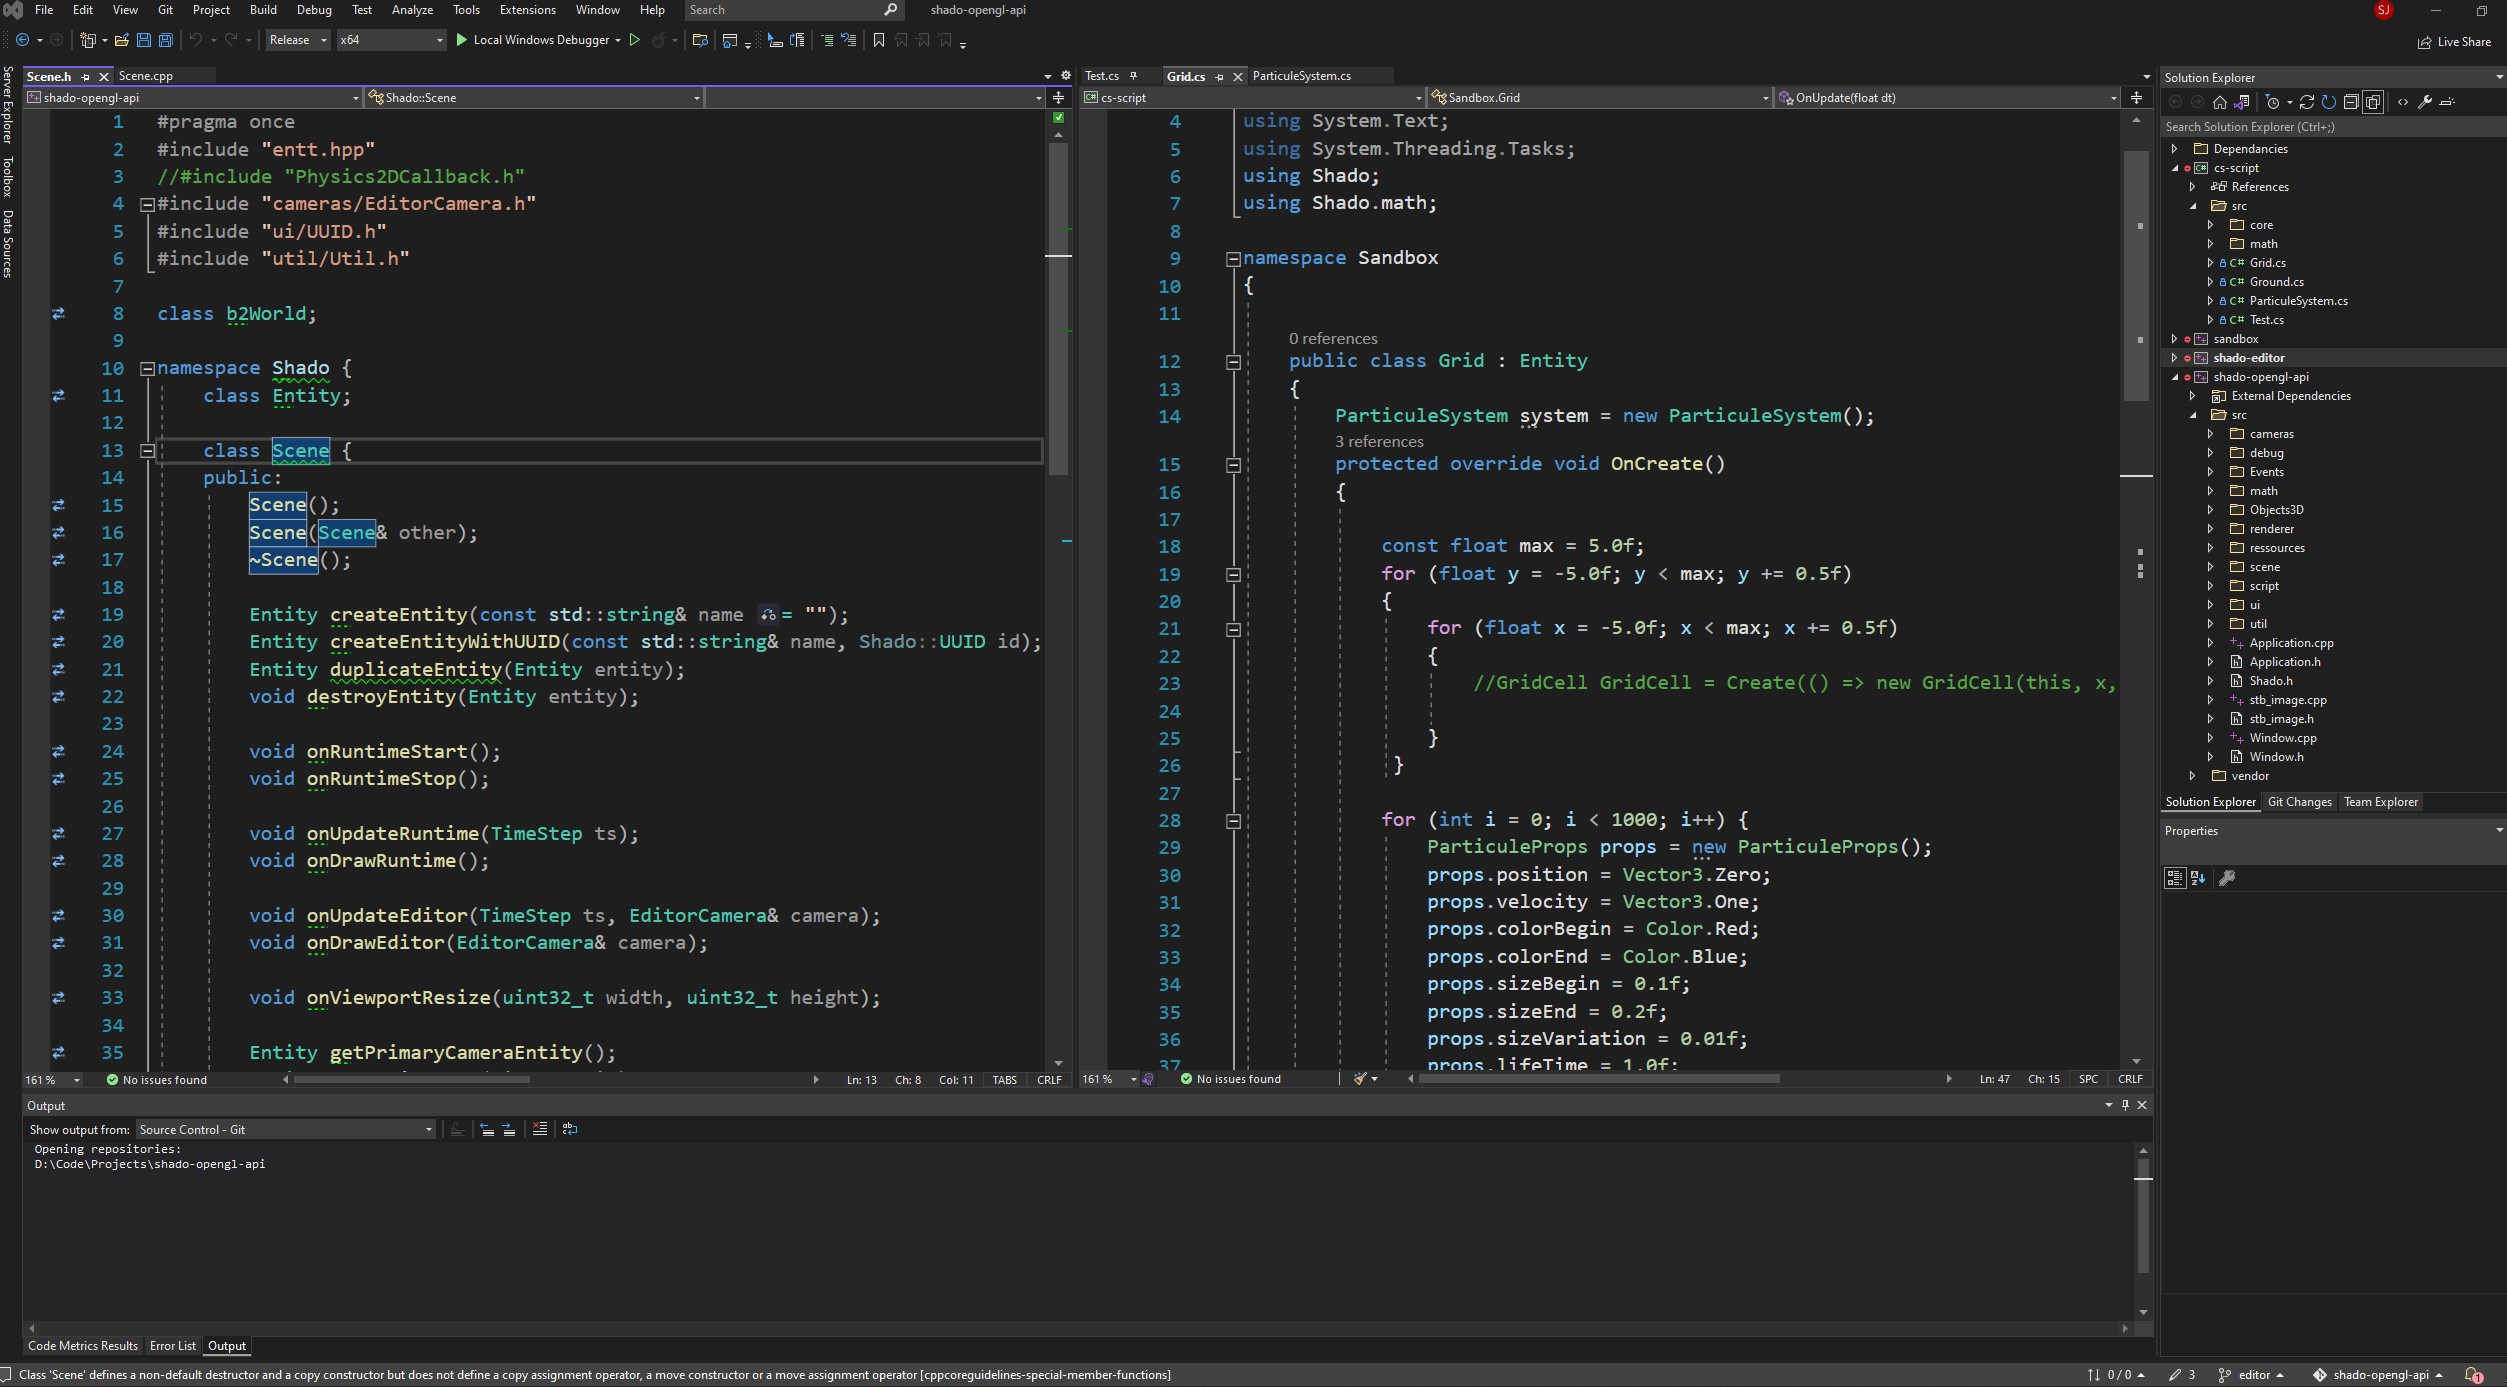 File Edit View Git Project Build Debug Test Analyze Tools Extensions Window Help Search shado-opengl-api SJ
Release x64 Local Windows Debugger Live Share
Server Explorer
Toolbox
Data Sources
Scene.h Scene.cpp
shado-opengl-api Shado::Scene
1 #pragma once
2 #include "entt.hpp"
3 //#include "Physics2DCallback.h"
4 #include "cameras/EditorCamera.h"
5 #include "ui/UUID.h"
6 #include "util/Util.h"
7
8 class b2World;
9
10 namespace Shado {
11 class Entity;
12
13 class Scene {
14 public:
15 Scene();
16 Scene(Scene& other);
17 ~Scene();
18
19 Entity createEntity(const std::string& name = "");
20 Entity createEntityWithUUID(const std::string& name, Shado::UUID id);
21 Entity duplicateEntity(Entity entity);
22 void destroyEntity(Entity entity);
23
24 void onRuntimeStart();
25 void onRuntimeStop();
26
27 void onUpdateRuntime(TimeStep ts);
28 void onDrawRuntime();
29
30 void onUpdateEditor(TimeStep ts, EditorCamera& camera);
31 void onDrawEditor(EditorCamera& camera);
32
33 void onViewportResize(uint32_t width, uint32_t height);
34
35 Entity getPrimaryCameraEntity();
161 % No issues found Ln: 13 Ch: 8 Col: 11 TABS CRLF
Test.cs Grid.cs ParticuleSystem.cs
cs-script Sandbox.Grid OnUpdate(float dt)
4 using System.Text;
5 using System.Threading.Tasks;
6 using Shado;
7 using Shado.math;
8
9 namespace Sandbox
10 {
11
0 references
12 public class Grid : Entity
13 {
14 ParticuleSystem system = new ParticuleSystem();
3 references
15 protected override void OnCreate()
16 {
17
18 const float max = 5.0f;
19 for (float y = -5.0f; y < max; y += 0.5f)
20 {
21 for (float x = -5.0f; x < max; x += 0.5f)
22 {
23 //GridCell GridCell = Create(() => new GridCell(this, x,
24
25 }
26 }
27
28 for (int i = 0; i < 1000; i++) {
29 ParticuleProps props = new ParticuleProps();
30 props.position = Vector3.Zero;
31 props.velocity = Vector3.One;
32 props.colorBegin = Color.Red;
33 props.colorEnd = Color.Blue;
34 props.sizeBegin = 0.1f;
35 props.sizeEnd = 0.2f;
36 props.sizeVariation = 0.01f;
37 props.lifeTime = 1.0f;
161 % No issues found Ln: 47 Ch: 15 SPC CRLF
Solution Explorer
Search Solution Explorer (Ctrl+;)
Dependancies
cs-script
References
src
core
math
C# Grid.cs
C# Ground.cs
C# ParticuleSystem.cs
C# Test.cs
sandbox
shado-editor
shado-opengl-api
External Dependencies
src
cameras
debug
Events
math
Objects3D
renderer
ressources
scene
script
ui
util
Application.cpp
Application.h
Shado.h
stb_image.cpp
stb_image.h
Window.cpp
Window.h
vendor
Solution Explorer Git Changes Team Explorer
Properties
Output
Show output from: Source Control - Git
Opening repositories:
D:\Code\Projects\shado-opengl-api
Code Metrics Results Error List Output
Class 'Scene' defines a non-default destructor and a copy constructor but does not define a copy assignment operator, a move constructor or a move assignment operator [cppcoreguidelines-special-member-functions] 0 / 0 3 editor shado-opengl-api 1